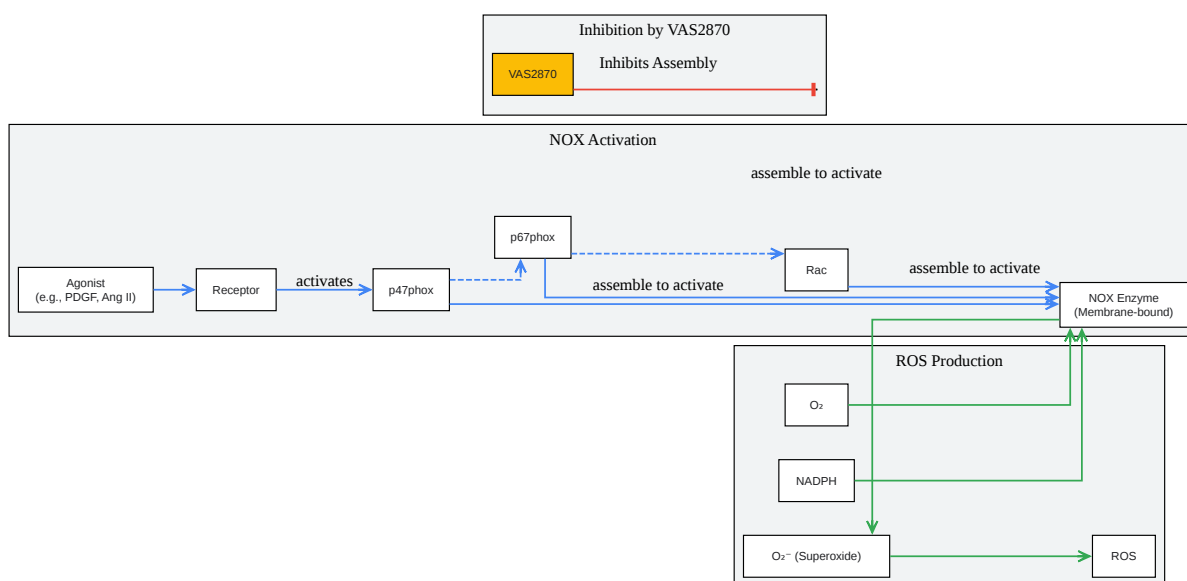 Inhibition by VAS2870
VAS2870
Inhibits Assembly
NOX Activation
assemble to activate
p67phox
Rac
assemble to activate
Agonist
(e.g., PDGF, Ang II)
Receptor
activates
p47phox
assemble to activate
NOX Enzyme
(Membrane-bound)
ROS Production
O₂
NADPH
O₂⁻ (Superoxide)
ROS